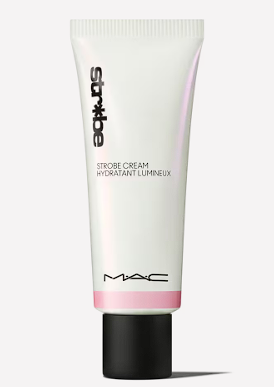 strobe
STROBE CREAM
HYDRATANT LUMINEUX
M·A·C